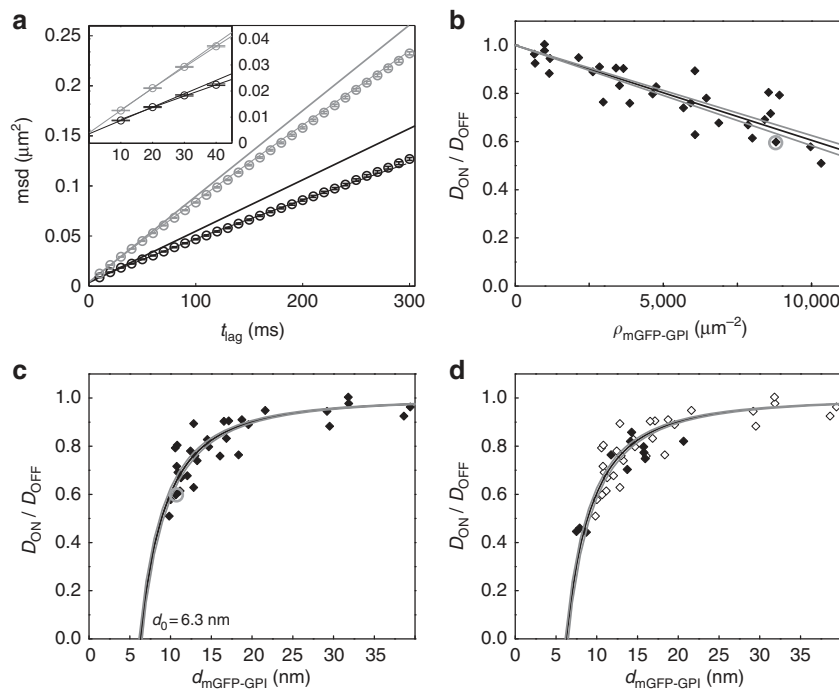 a
0.25
0.2
0.15
0.1
0.05
0
msd (μm²)
0.04
0.03
0.02
0.01
0
10 20 30 40
0 100 200 300
t_lag (ms)
b
1.0
0.8
0.6
0.4
0.2
0.0
D_ON / D_OFF
0 5,000 10,000
ρ_mGFP-GPI (μm⁻²)
c
1.0
0.8
0.6
0.4
0.2
0.0
D_ON / D_OFF
d₀ = 6.3 nm
0 5 10 15 20 25 30 35
d_mGFP-GPI (nm)
d
1.0
0.8
0.6
0.4
0.2
0.0
D_ON / D_OFF
0 5 10 15 20 25 30 35
d_mGFP-GPI (nm)